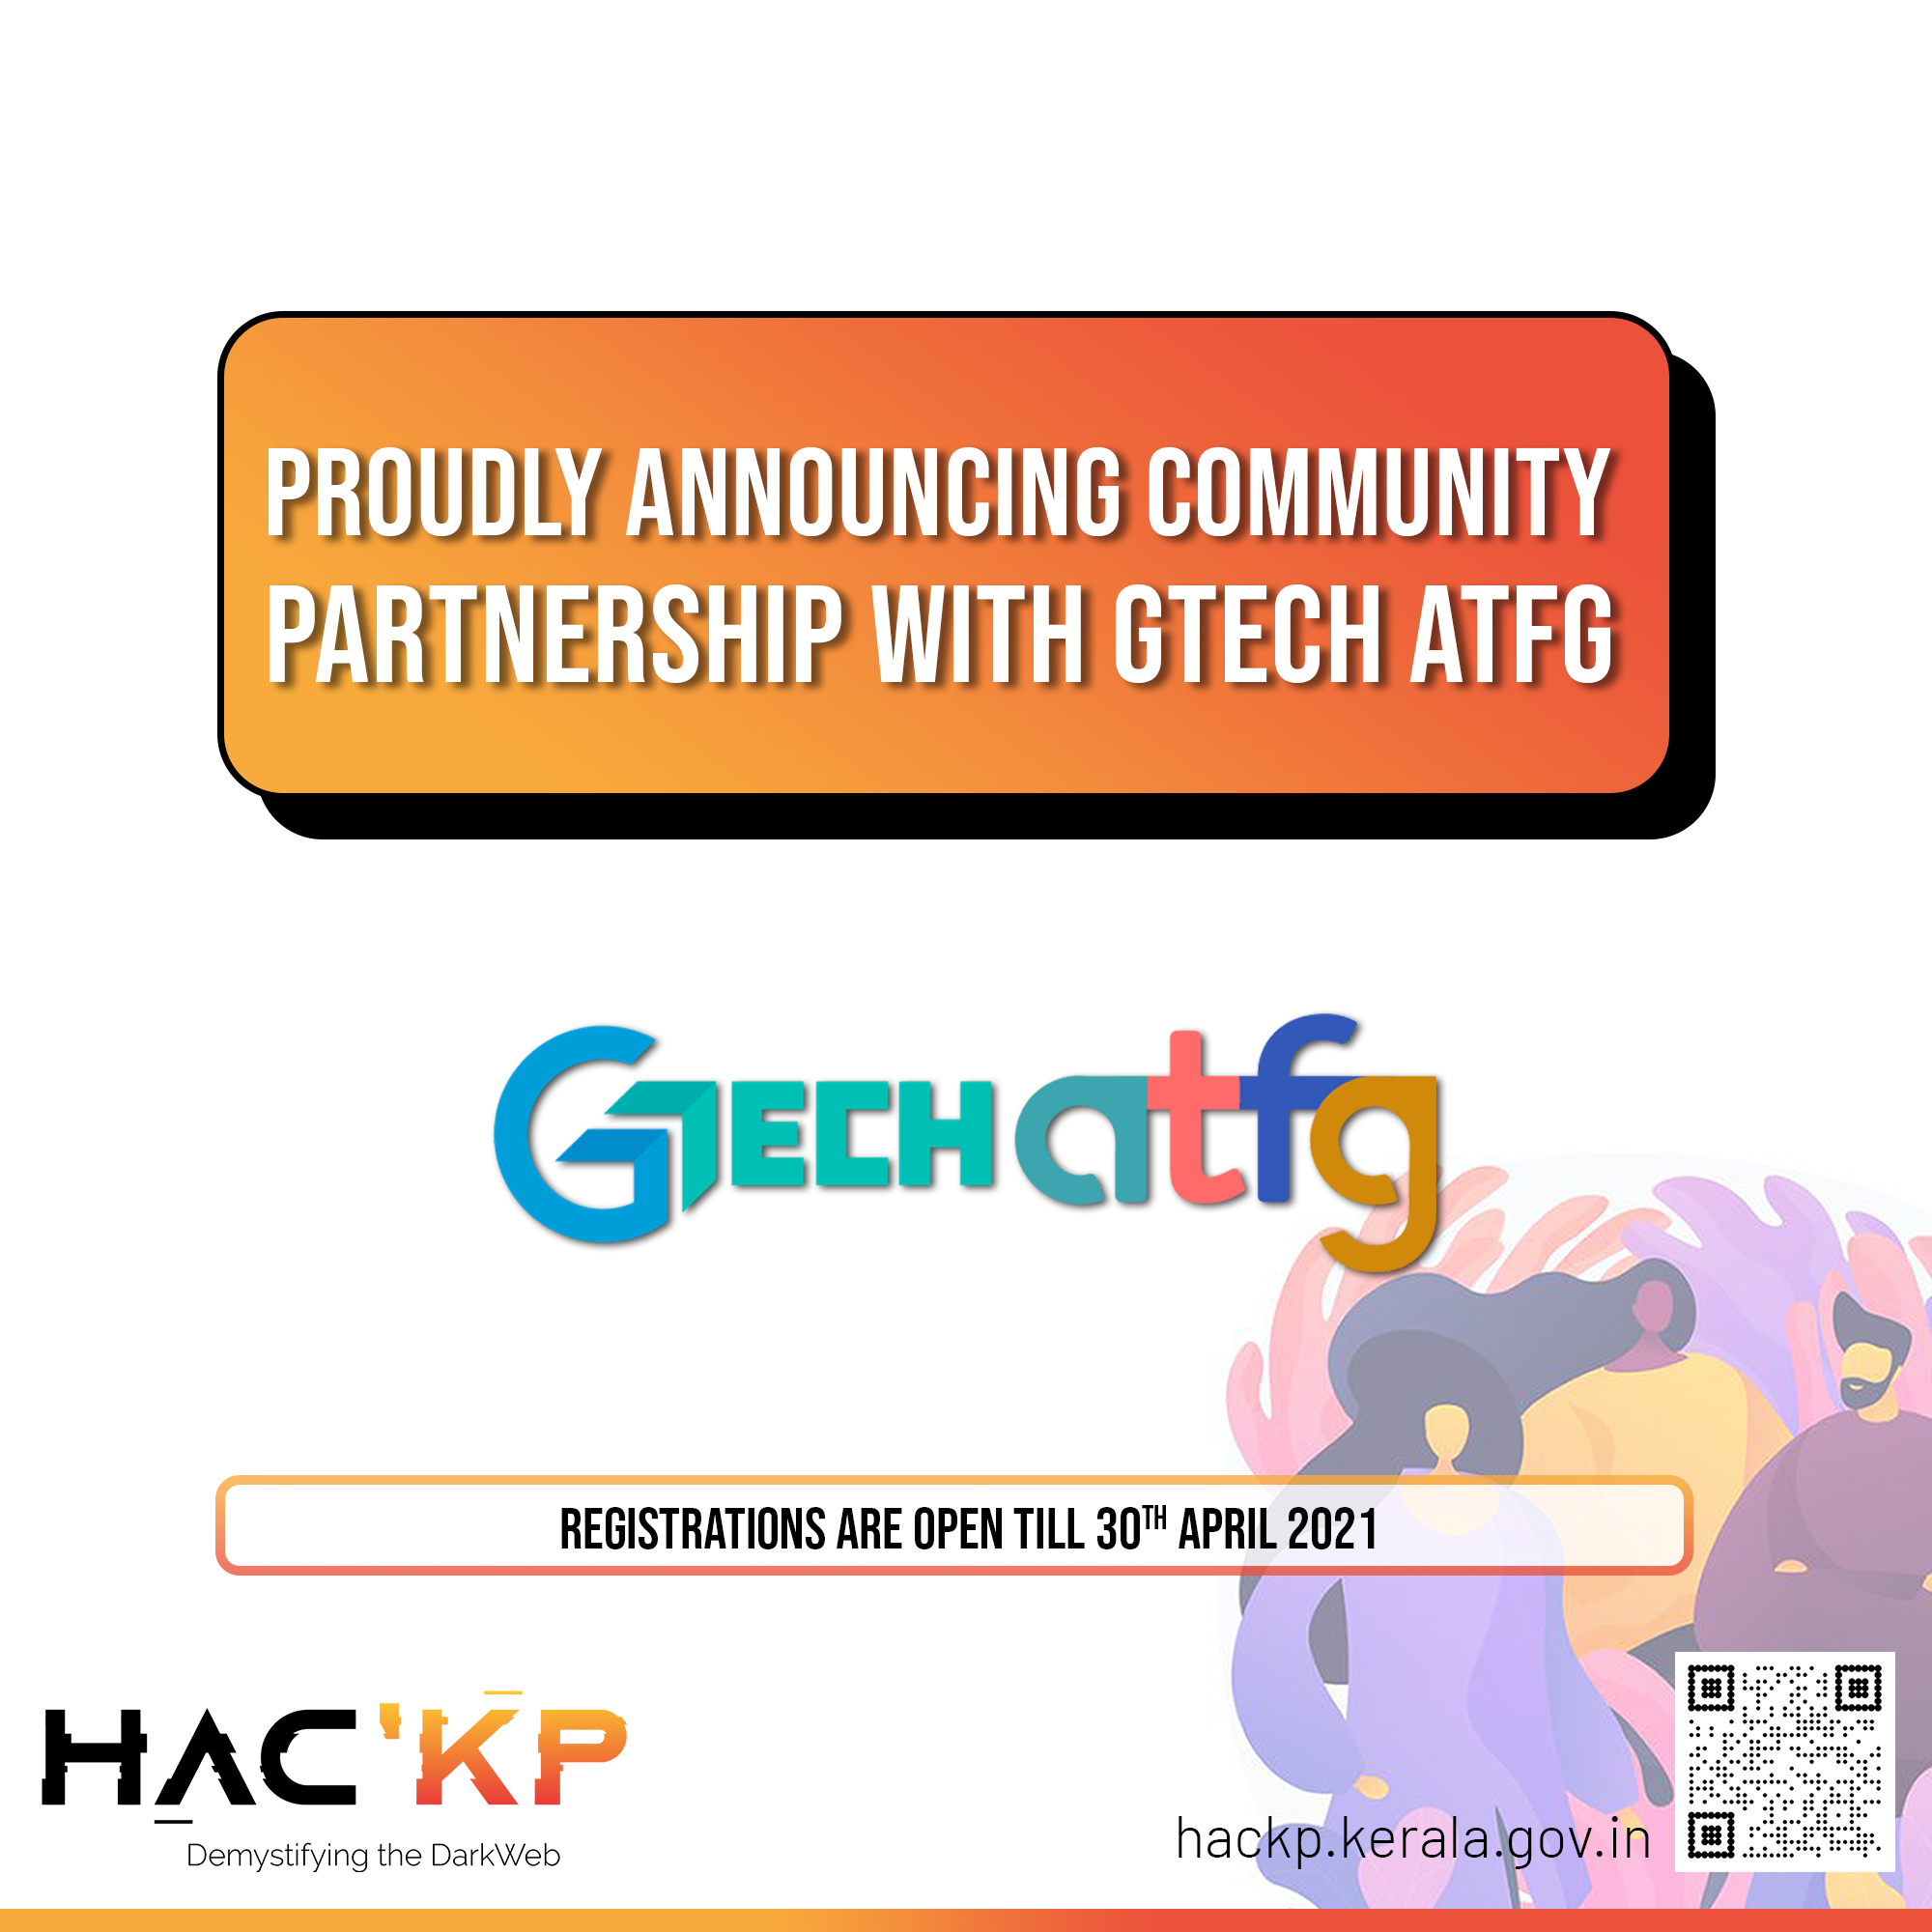 PROUDLY ANNOUNCING COMMUNITY
PARTNERSHIP WITH GTECH ATFG
GTECH atfg
REGISTRATIONS ARE OPEN TILL 30TH APRIL 2021
HAC'KP
Demystifying the DarkWeb
hackp.kerala.gov.in